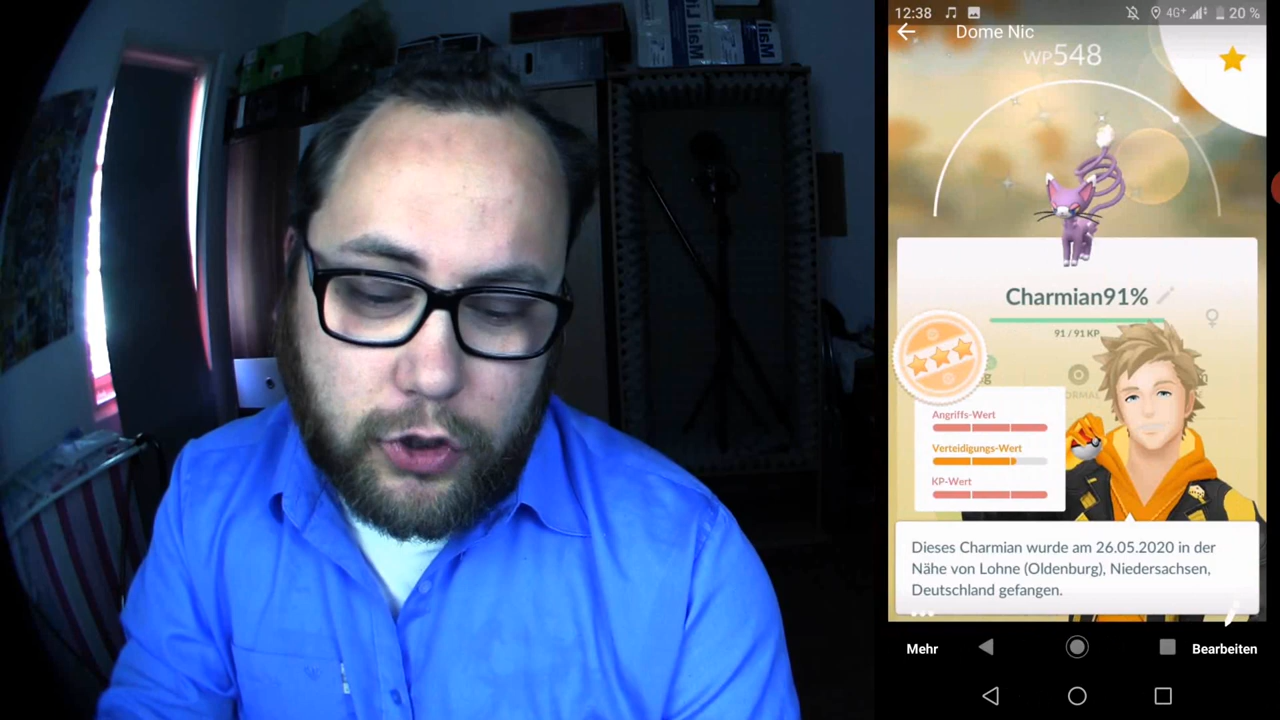 12:38
4G+
20 %
Dome Nic
WP548
Charmian91%
91 / 91 KP
Angriffs-Wert
Verteidigungs-Wert
KP-Wert
Dieses Charmian wurde am 26.05.2020 in der
Nähe von Lohne (Oldenburg), Niedersachsen,
Deutschland gefangen.
Mehr
Bearbeiten